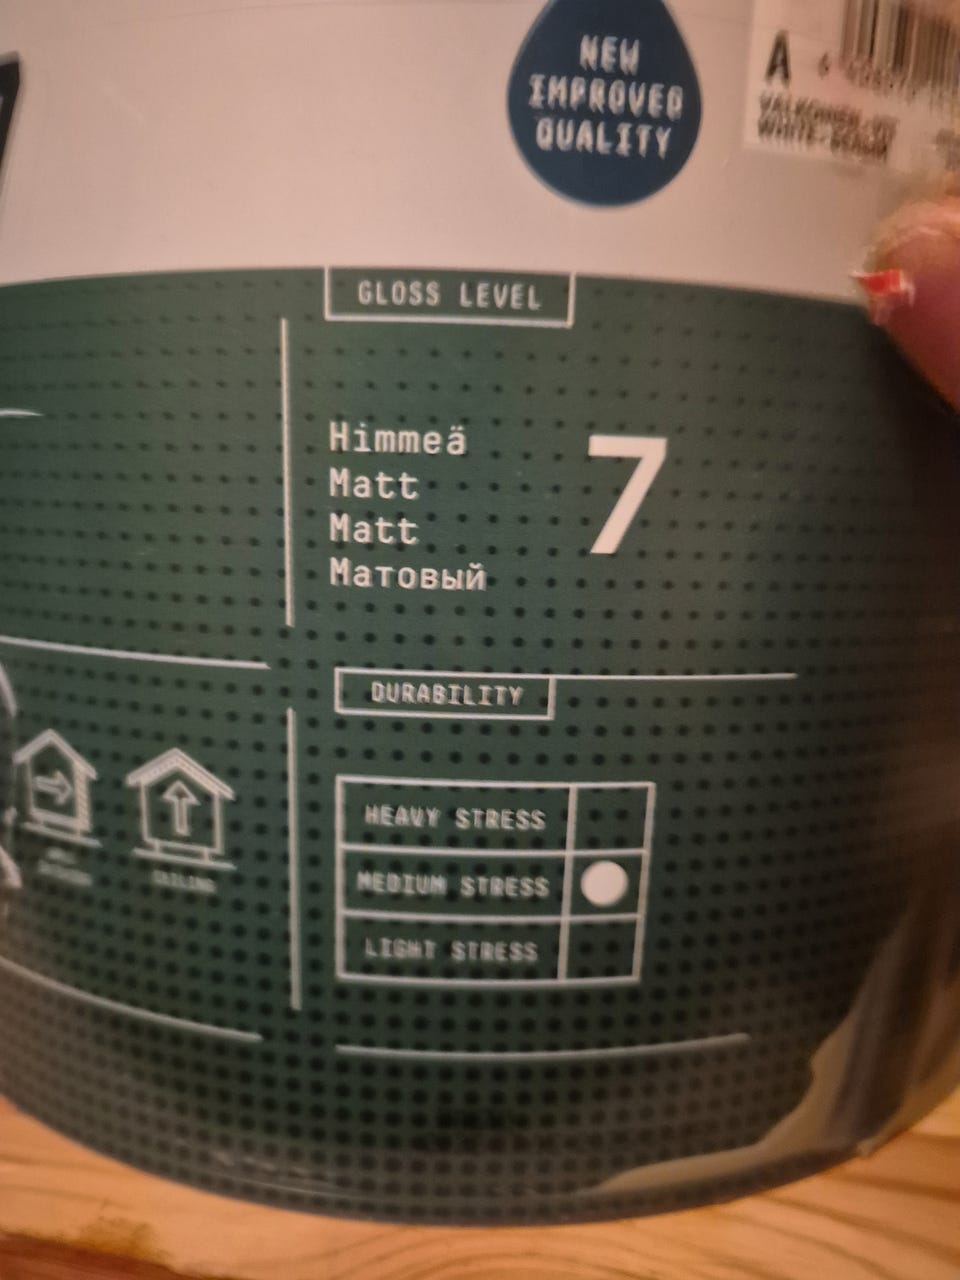 NEW
IMPROVED
QUALITY
A
GLOSS LEVEL
Himmeä
Matt
Matt
Матовый
7
DURABILITY
HEAVY STRESS
MEDIUM STRESS
LIGHT STRESS
CEILING